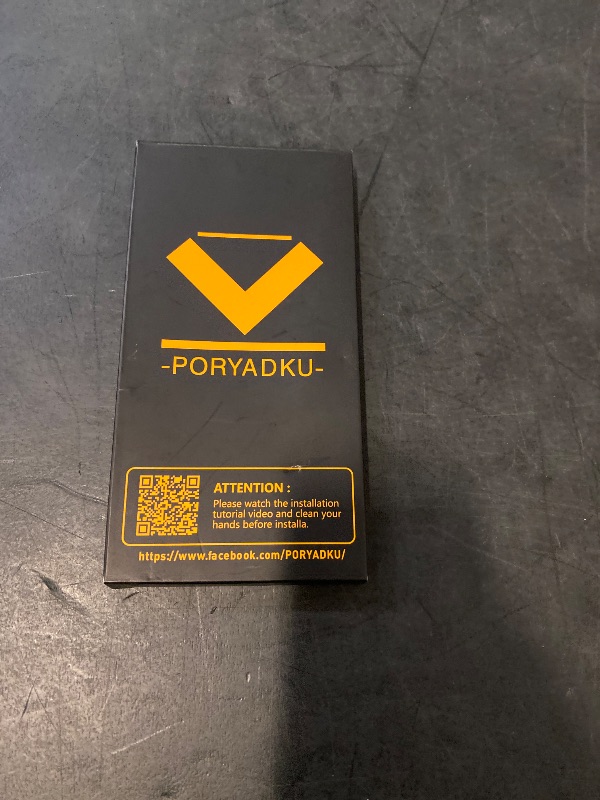 -PORYADKU-
ATTENTION :
Please watch the installation
tutorial video and clean your
hands before installa.
https://www.facebook.com/PORYADKU/